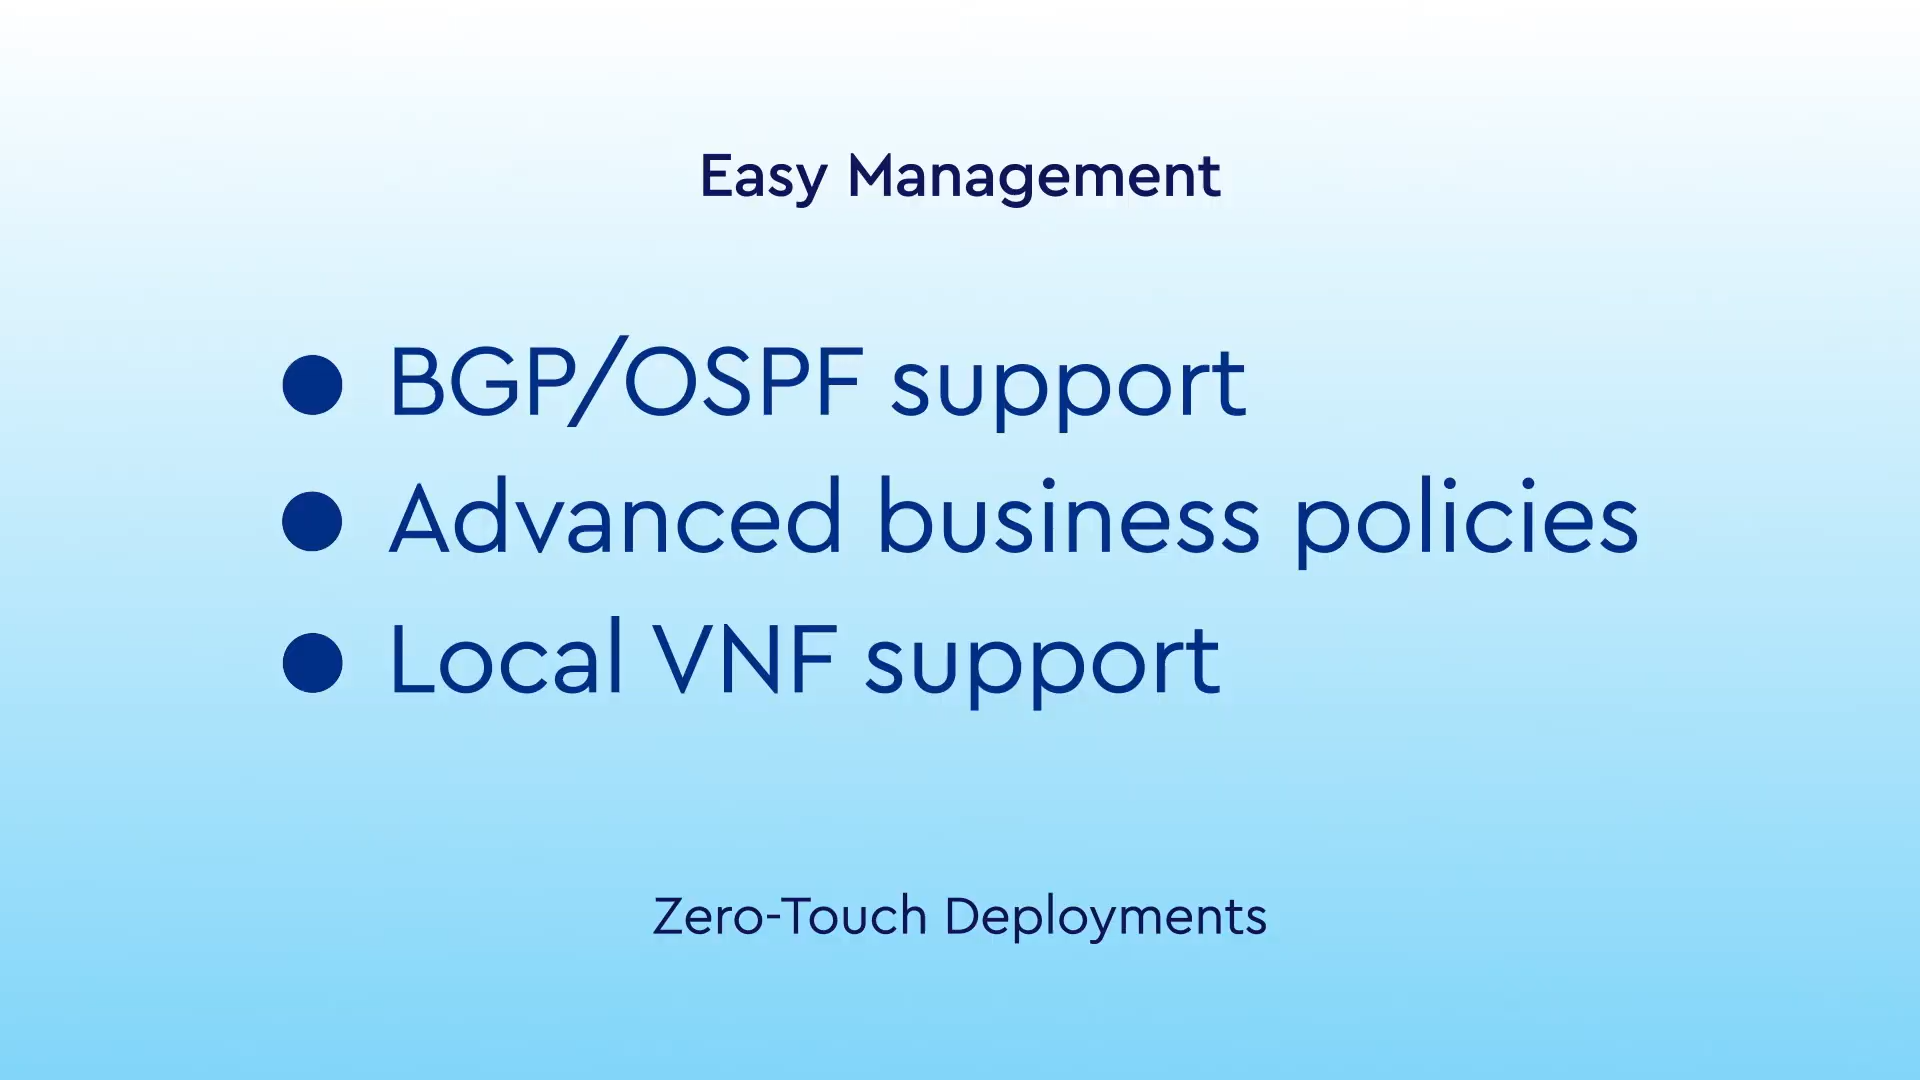 Easy Management
● BGP/OSPF support
● Advanced business policies
● Local VNF support
Zero-Touch Deployments